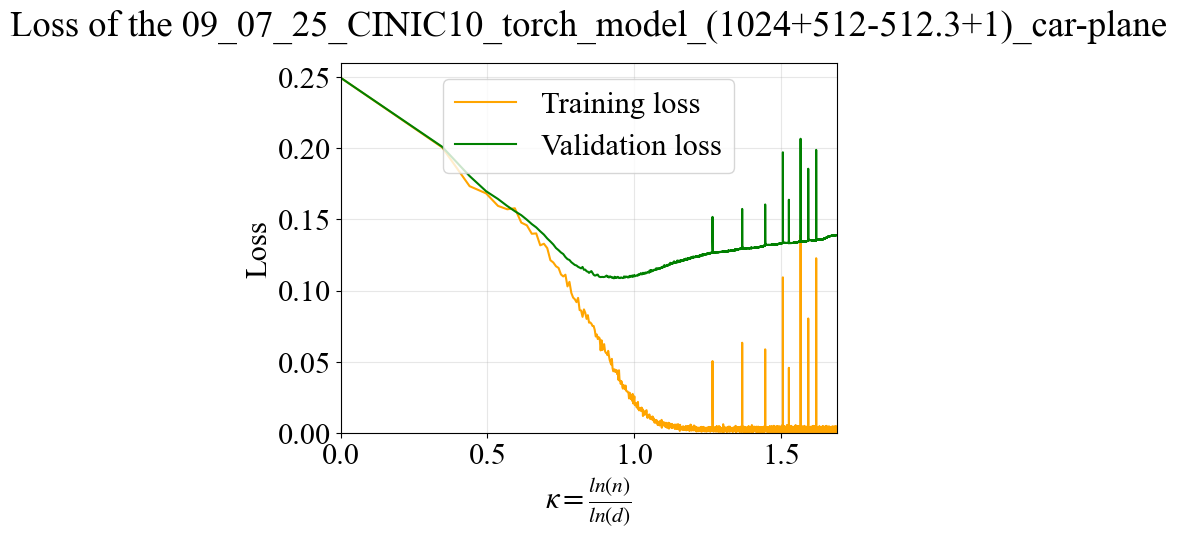 Loss of the 09_07_25_CINIC10_torch_model_(1024+512-512.3+1)_car-plane
0.25
0.20
0.15
0.10
0.05
0.00
Loss
Training loss
Validation loss
0.0 0.5 1.0 1.5
κ = ln(n) / ln(d)